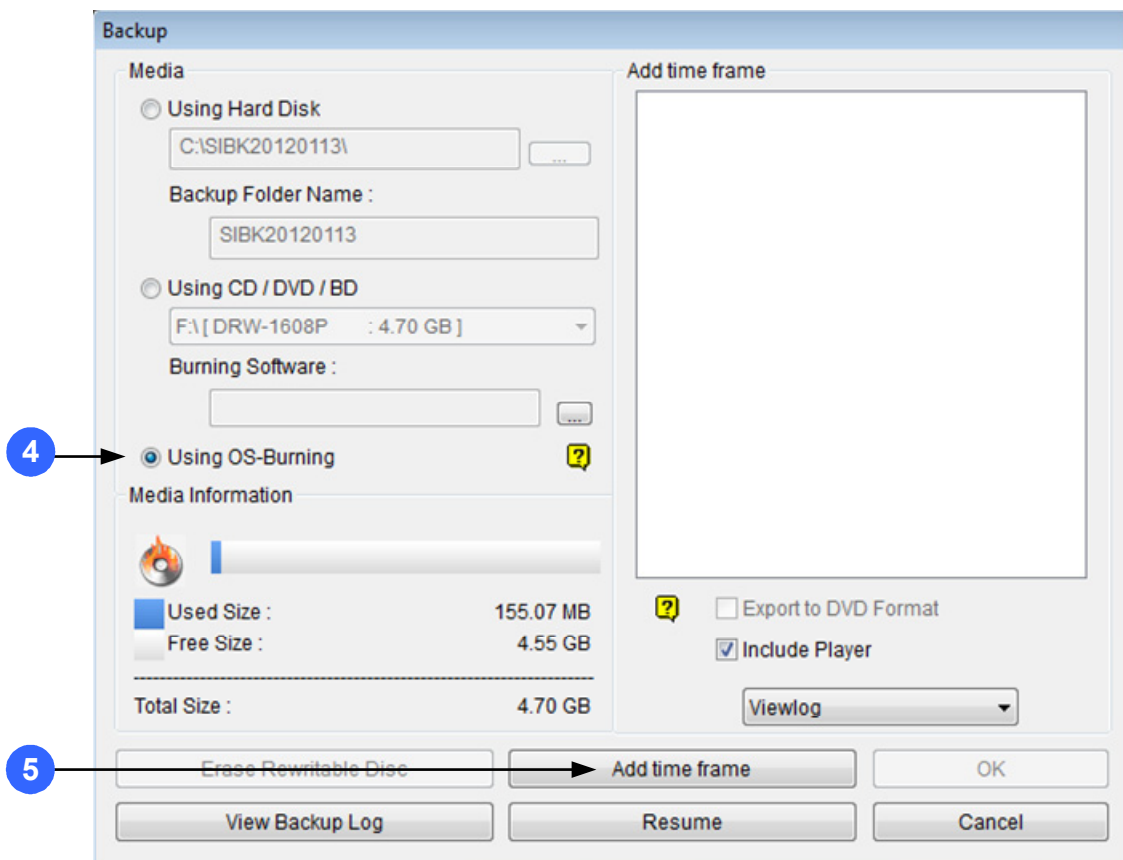 Backup
Media
Using Hard Disk
C:\SIBK20120113\
...
Backup Folder Name :
SIBK20120113
Using CD / DVD / BD
F:\ [ DRW-1608P : 4.70 GB ]
Burning Software :
...
4
Using OS-Burning
?
Media Information
Used Size : 155.07 MB
Free Size : 4.55 GB
Total Size : 4.70 GB
Add time frame
?
Export to DVD Format
Include Player
Viewlog
5
Erase Rewritable Disc
Add time frame
OK
View Backup Log
Resume
Cancel